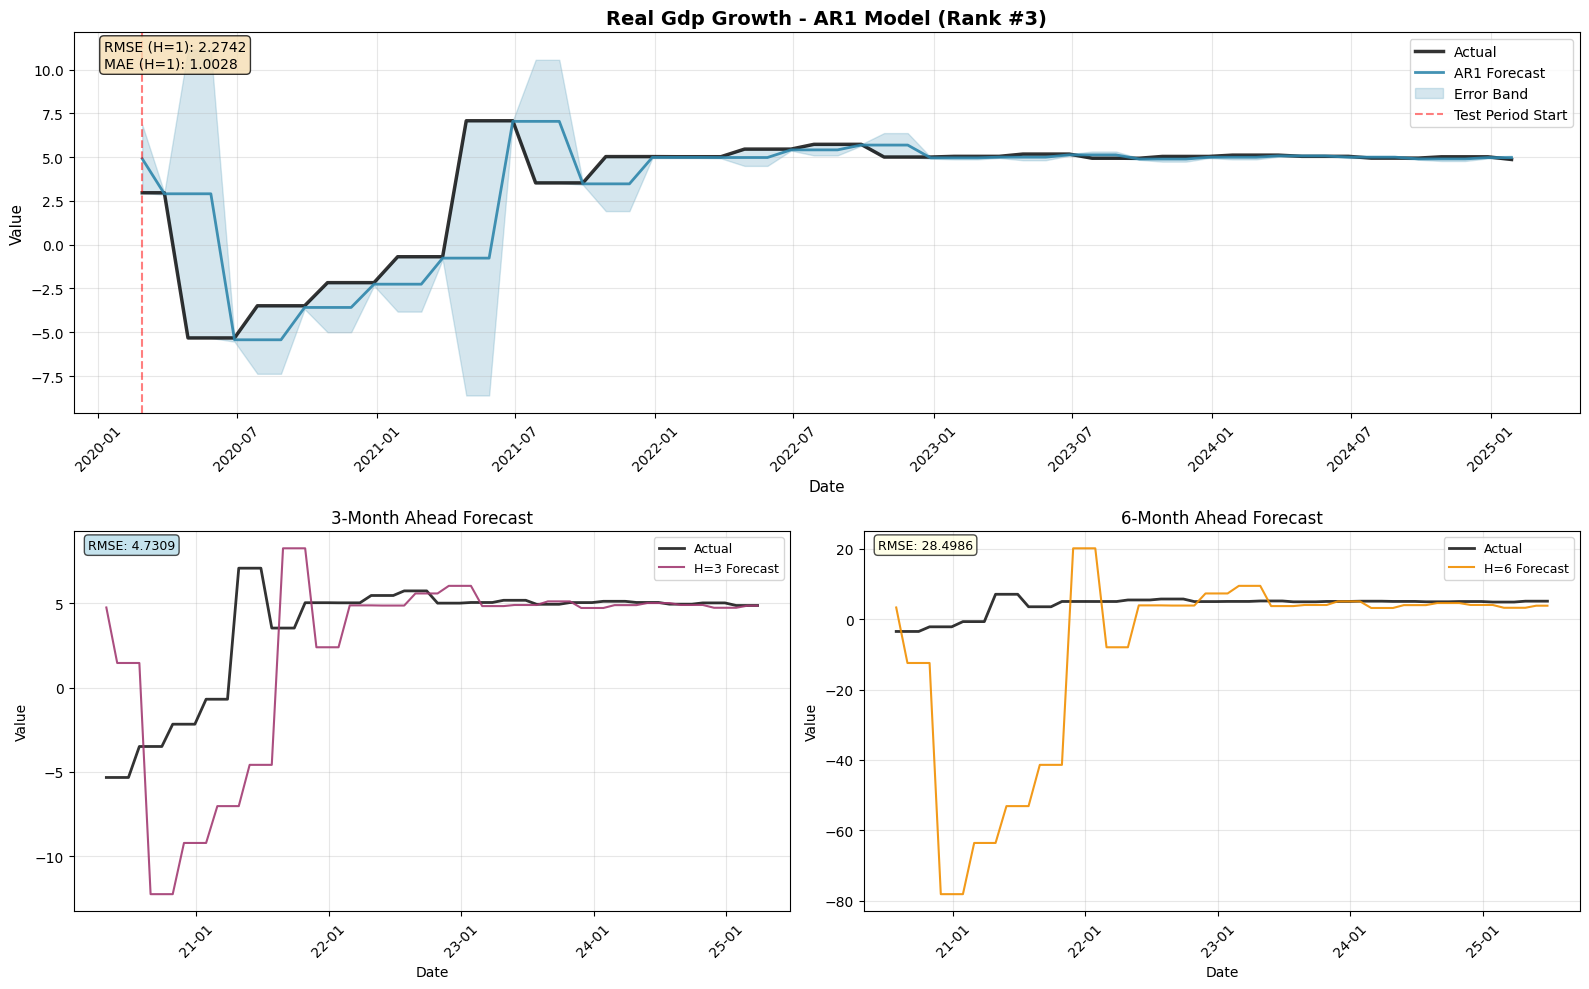 Real Gdp Growth - AR1 Model (Rank #3)
RMSE (H=1): 2.2742
MAE (H=1): 1.0028
Actual
AR1 Forecast
Error Band
Test Period Start
Value
10.0
7.5
5.0
2.5
0.0
−2.5
−5.0
−7.5
2020-01
2020-07
2021-01
2021-07
2022-01
2022-07
2023-01
2023-07
2024-01
2024-07
2025-01
Date
3-Month Ahead Forecast
RMSE: 4.7309
Actual
H=3 Forecast
Value
5
0
−5
−10
21-01
22-01
23-01
24-01
25-01
Date
6-Month Ahead Forecast
RMSE: 28.4986
Actual
H=6 Forecast
Value
20
0
−20
−40
−60
−80
21-01
22-01
23-01
24-01
25-01
Date